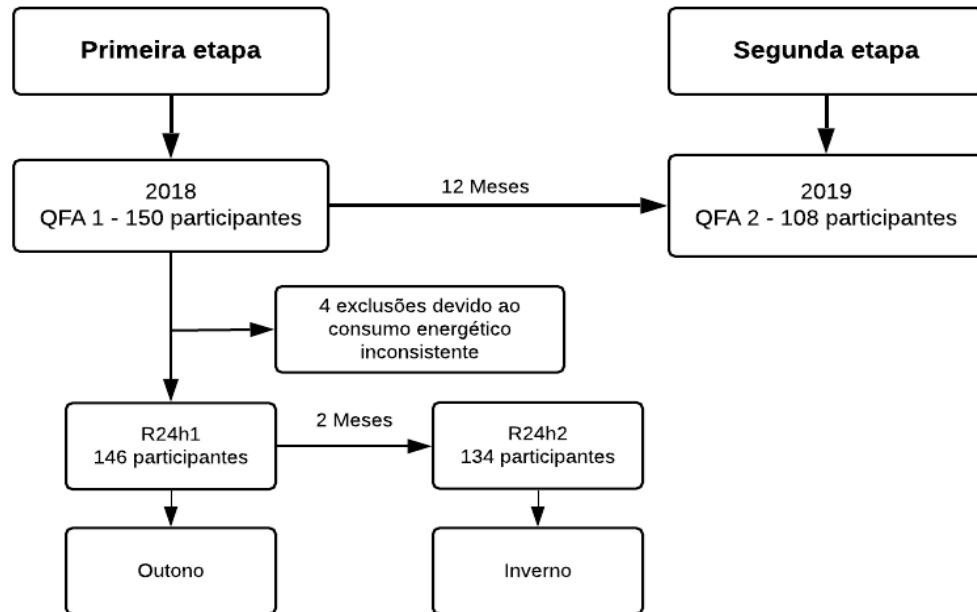 Primeira etapa
Segunda etapa
2018
QFA 1 - 150 participantes
12 Meses
2019
QFA 2 - 108 participantes
4 exclusões devido ao
consumo energético
inconsistente
R24h1
146 participantes
2 Meses
R24h2
134 participantes
Outono
Inverno